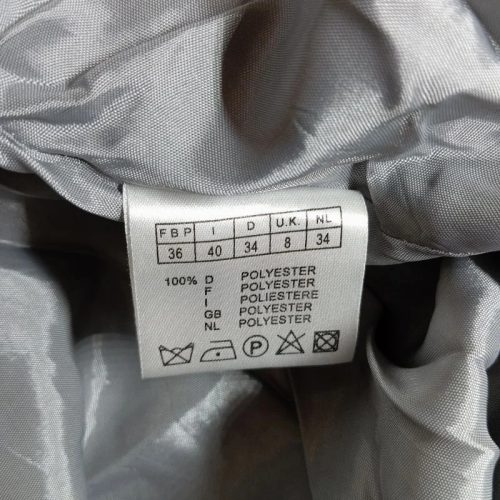 F B P I D U.K. NL
36 40 34 8 34
100% D POLYESTER
F POLYESTER
I POLIESTERE
GB POLYESTER
NL POLYESTER
P